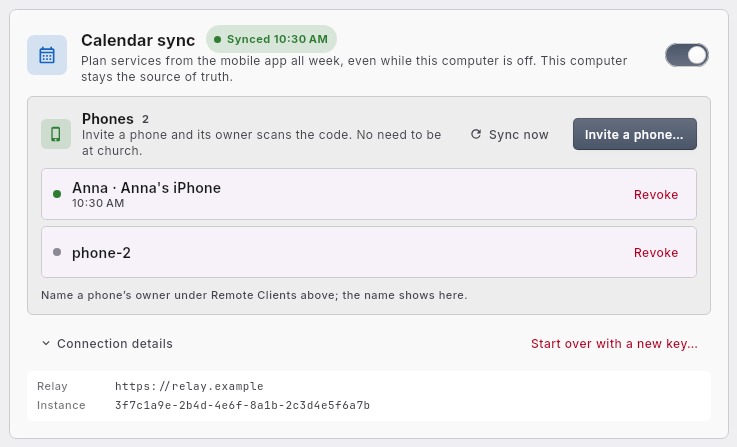 Calendar sync
Synced 10:30 AM
Plan services from the mobile app all week, even while this computer is off. This computer
stays the source of truth.
Phones 2
Invite a phone and its owner scans the code. No need to be
at church.
Sync now
Invite a phone...
Anna · Anna's iPhone
10:30 AM
Revoke
phone-2
Revoke
Name a phone's owner under Remote Clients above; the name shows here.
Connection details
Start over with a new key...
Relay https://relay.example
Instance 3f7c1a9e-2b4d-4e6f-8a1b-2c3d4e5f6a7b